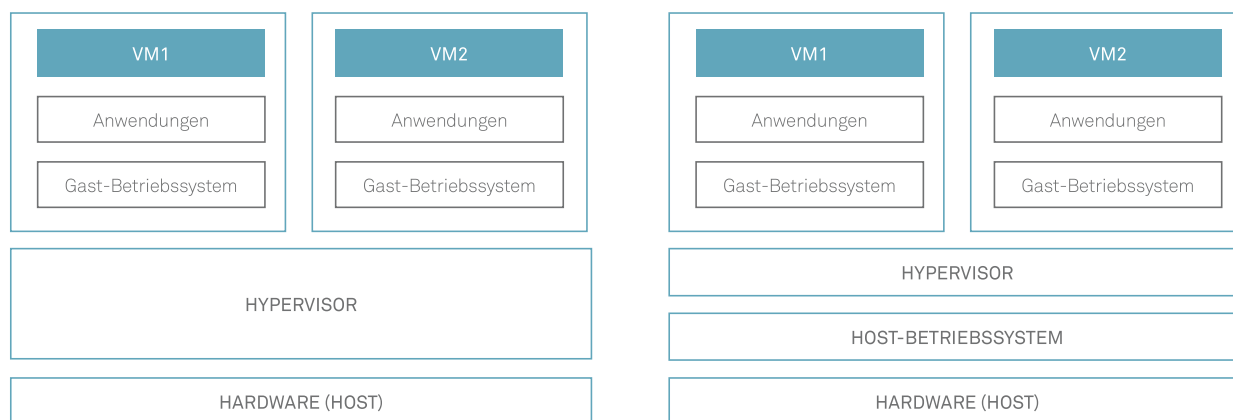 VM1
Anwendungen
Gast-Betriebssystem
VM2
Anwendungen
Gast-Betriebssystem
HYPERVISOR
HARDWARE (HOST)
VM1
Anwendungen
Gast-Betriebssystem
VM2
Anwendungen
Gast-Betriebssystem
HYPERVISOR
HOST-BETRIEBSSYSTEM
HARDWARE (HOST)